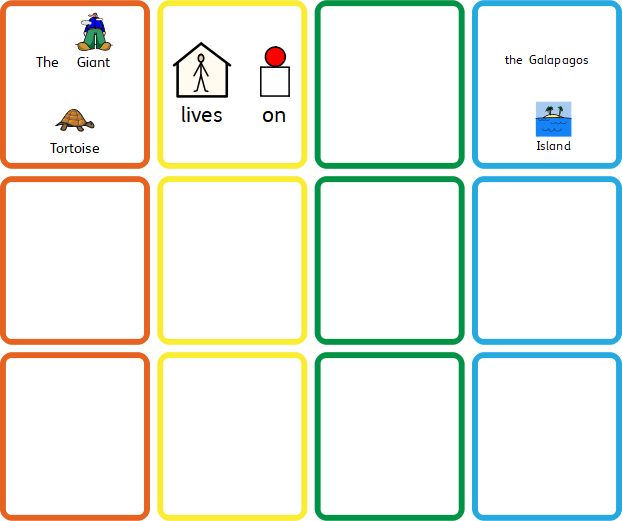 The Giant
Tortoise
lives on
the Galapagos
Island